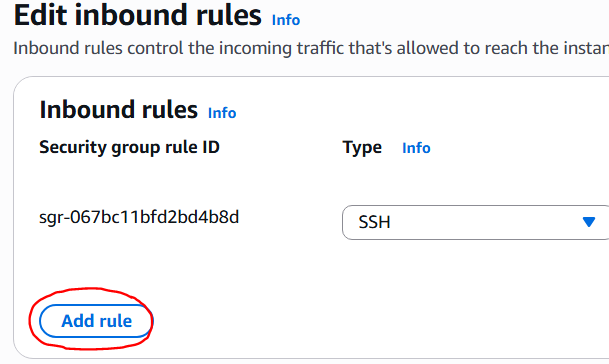 Edit inbound rules Info
Inbound rules control the incoming traffic that's allowed to reach the
Inbound rules Info
Security group rule ID Type Info
sgr-067bc11bfd2bd4b8d SSH
Add rule